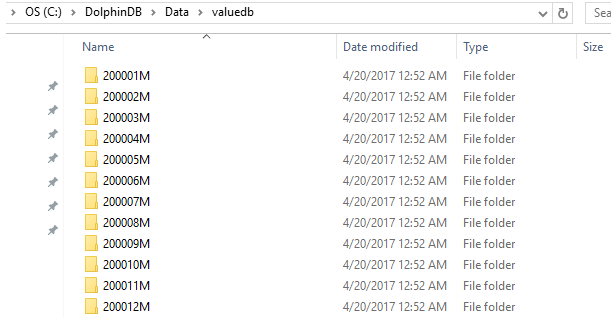 OS (C:) DolphinDB Data valuedb Sea
Name Date modified Type Size
200001M 4/20/2017 12:52 AM File folder
200002M 4/20/2017 12:52 AM File folder
200003M 4/20/2017 12:52 AM File folder
200004M 4/20/2017 12:52 AM File folder
200005M 4/20/2017 12:52 AM File folder
200006M 4/20/2017 12:52 AM File folder
200007M 4/20/2017 12:52 AM File folder
200008M 4/20/2017 12:52 AM File folder
200009M 4/20/2017 12:52 AM File folder
200010M 4/20/2017 12:52 AM File folder
200011M 4/20/2017 12:52 AM File folder
200012M 4/20/2017 12:52 AM File folder